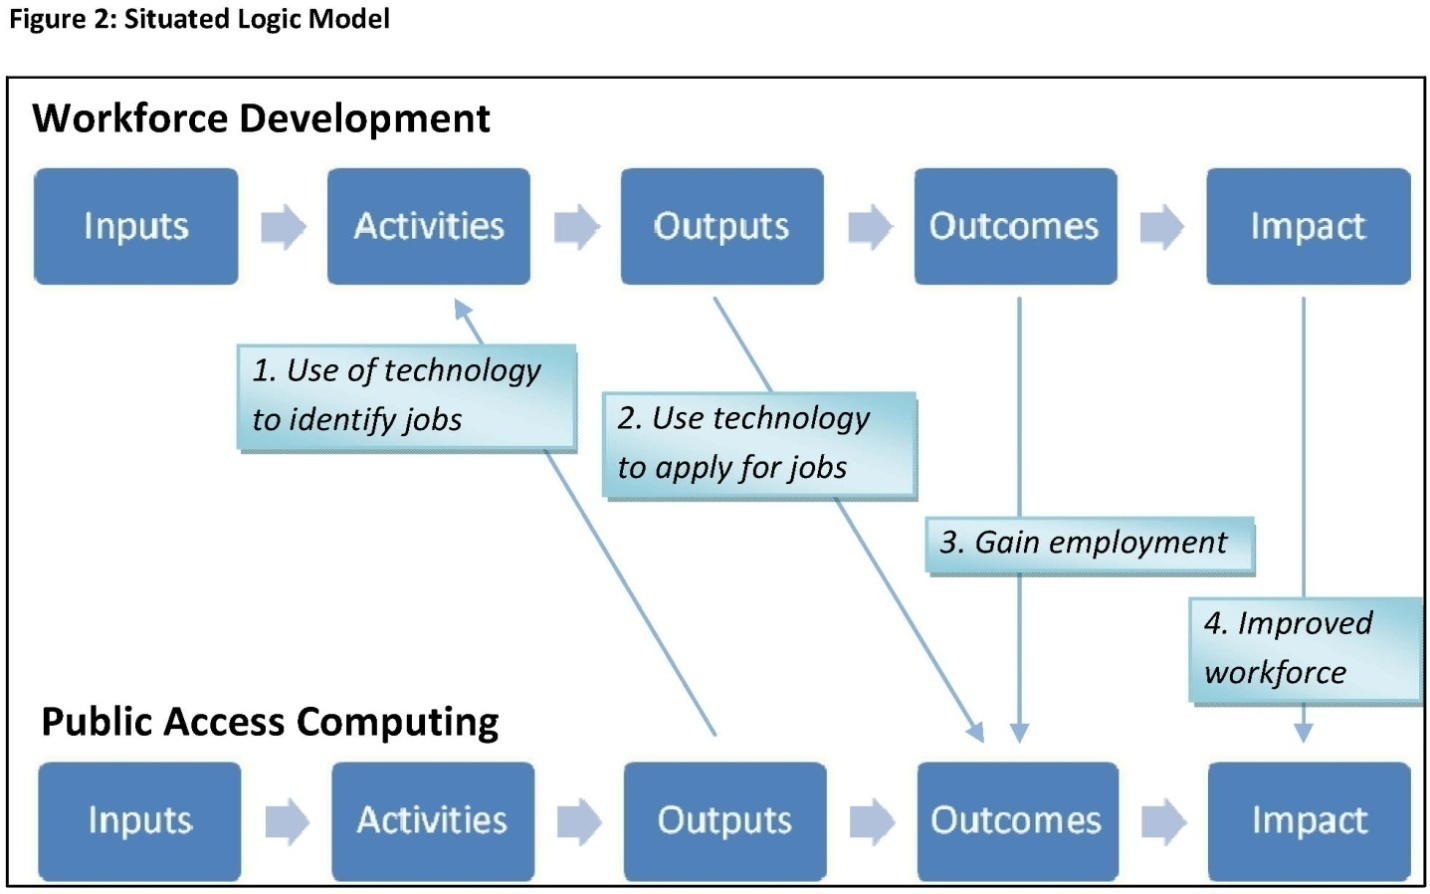 Figure 2: Situated Logic Model
Workforce Development
Inputs
Activities
Outputs
Outcomes
Impact
1. Use of technology
to identify jobs
2. Use technology
to apply for jobs
3. Gain employment
4. Improved
workforce
Public Access Computing
Inputs
Activities
Outputs
Outcomes
Impact